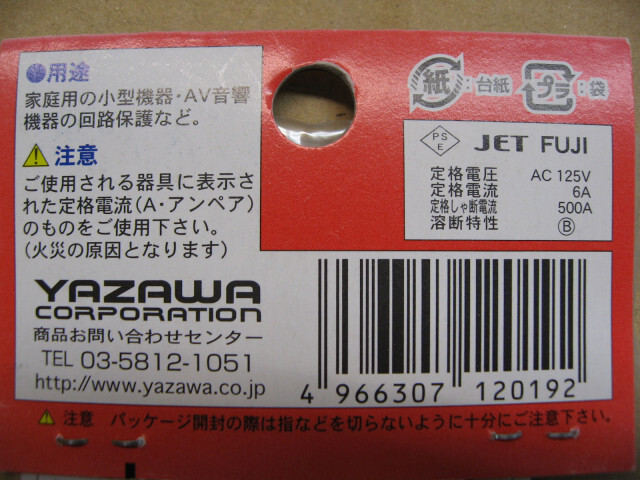 用途
家庭用の小型機器・AV音響
機器の回路保護など。
注意
ご使用される器具に表示さ
れた定格電流(A・アンペア)
のものをご使用下さい。
(火災の原因となります)
YAZAWA
CORPORATION
商品お問い合わせセンター
TEL 03-5812-1051
http://www.yazawa.co.jp
紙:台紙 プラ:袋
PS
E
JET FUJI
定格電圧 AC 125V
定格電流 6A
定格しゃ断電流 500A
溶断特性 Ⓑ
4 966307 120192
注意 パッケージ開封の際は指などを切らないように十分にご注意下さい。